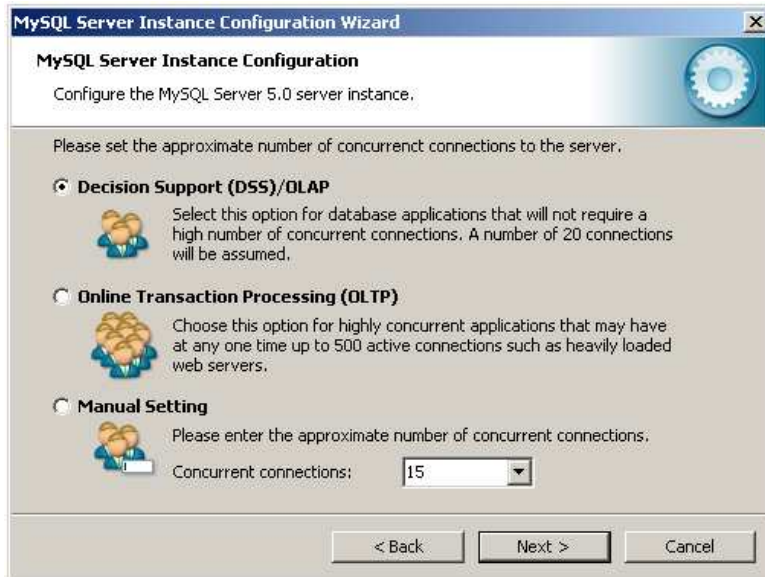 MySQL Server Instance Configuration Wizard
MySQL Server Instance Configuration
Configure the MySQL Server 5.0 server instance.
Please set the approximate number of concurrenct connections to the server.
Decision Support (DSS)/OLAP
Select this option for database applications that will not require a
high number of concurrent connections. A number of 20 connections
will be assumed.
Online Transaction Processing (OLTP)
Choose this option for highly concurrent applications that may have
at any one time up to 500 active connections such as heavily loaded
web servers.
Manual Setting
Please enter the approximate number of concurrent connections.
Concurrent connections: 15
< Back Next > Cancel